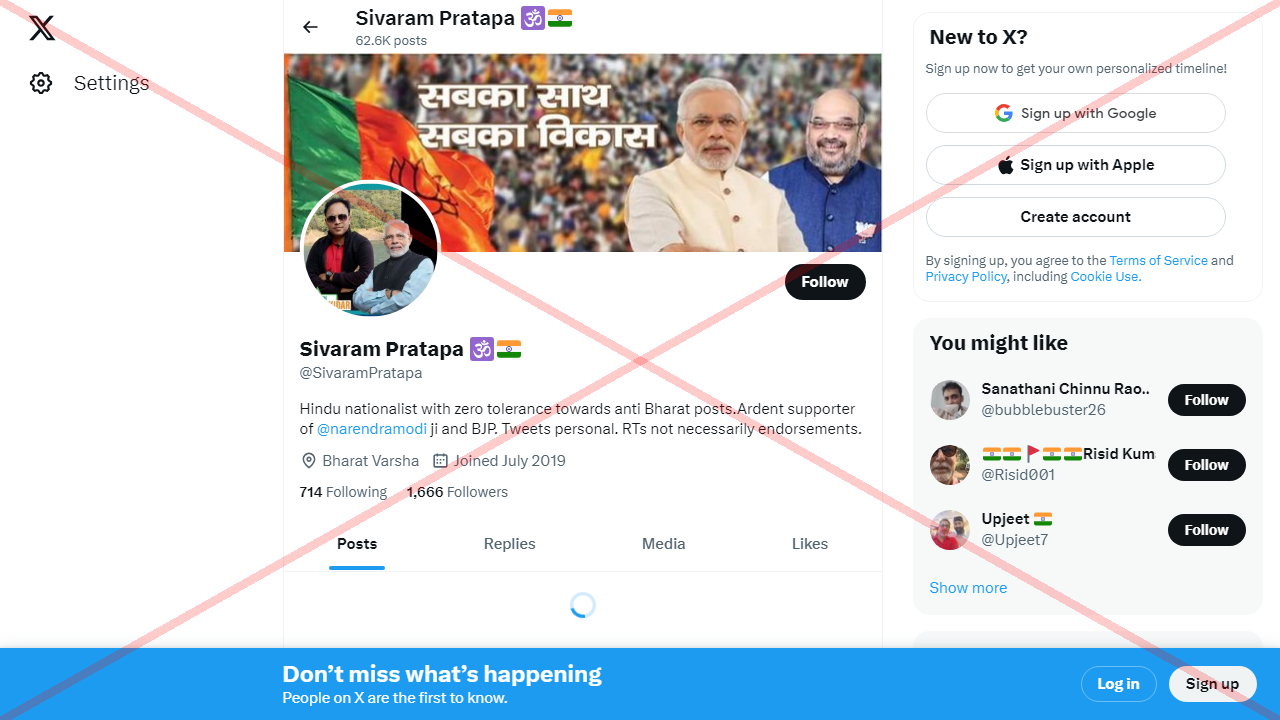 Settings
Sivaram Pratapa 🕉️🇮🇳
62.6K posts
सबका साथ
सबका विकास
Follow
Sivaram Pratapa 🕉️🇮🇳
@SivaramPratapa
Hindu nationalist with zero tolerance towards anti Bharat posts.Ardent supporter
of @narendramodi ji and BJP. Tweets personal. RTs not necessarily endorsements.
Bharat Varsha Joined July 2019
714 Following 1,666 Followers
Posts Replies Media Likes
New to X?
Sign up now to get your own personalized timeline!
Sign up with Google
Sign up with Apple
Create account
By signing up, you agree to the Terms of Service and
Privacy Policy, including Cookie Use.
You might like
Sanathani Chinnu Rao..
@bubblebuster26
Follow
🇮🇳🇮🇳🚩🇮🇳🇮🇳Risid Kum
@Risid001
Follow
Upjeet 🇮🇳
@Upjeet7
Follow
Show more
Don’t miss what’s happening
People on X are the first to know.
Log in
Sign up